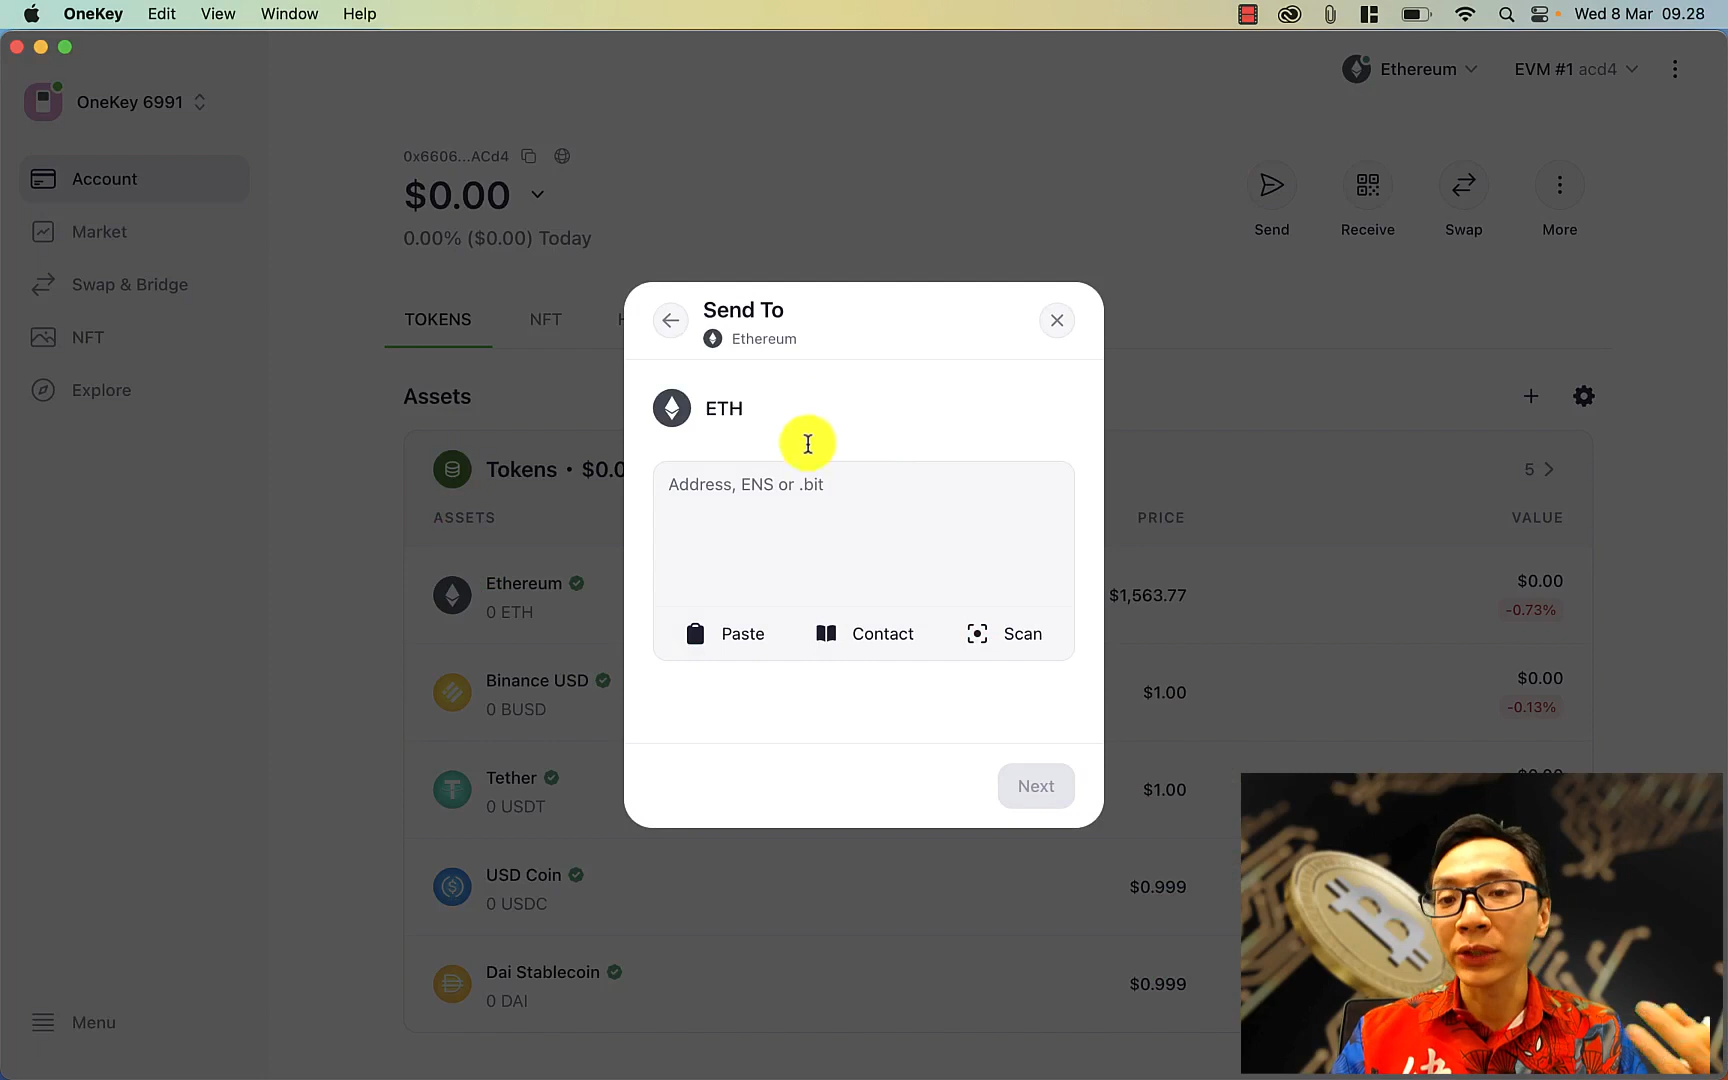 OneKey Edit View Window Help
Wed 8 Mar 09.28
OneKey 6991
Ethereum
EVM #1 acd4
Account
Market
Swap & Bridge
NFT
Explore
Menu
0x6606...ACd4
$0.00
0.00% ($0.00) Today
Send
Receive
Swap
More
TOKENS
NFT
Assets
Tokens • $0.0
5
ASSETS
PRICE
VALUE
Ethereum
0 ETH
$1,563.77
$0.00
-0.73%
Binance USD
0 BUSD
$1.00
$0.00
-0.13%
Tether
0 USDT
$1.00
USD Coin
0 USDC
$0.999
Dai Stablecoin
0 DAI
$0.999
Send To
Ethereum
ETH
Address, ENS or .bit
Paste
Contact
Scan
Next